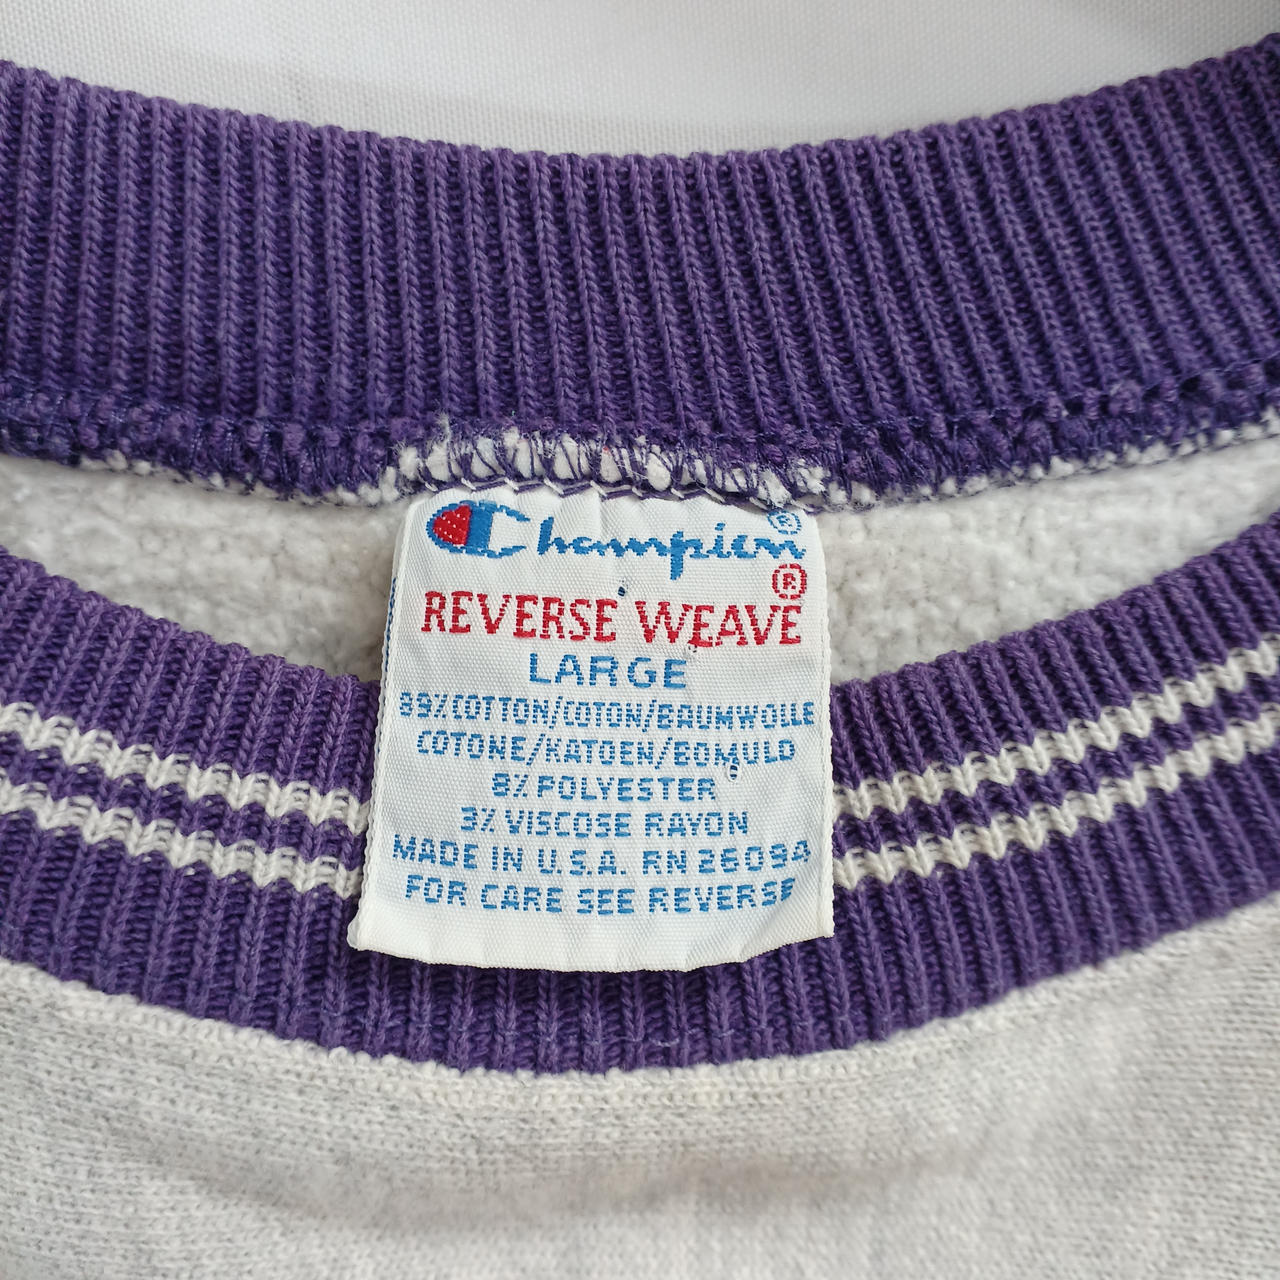 Champion®
REVERSE WEAVE®
LARGE
89% COTTON/COTON/BAUMWOLLE
COTONE/KATOEN/BOMULD
8% POLYESTER
3% VISCOSE RAYON
MADE IN U.S.A. RN 26094
FOR CARE SEE REVERSE